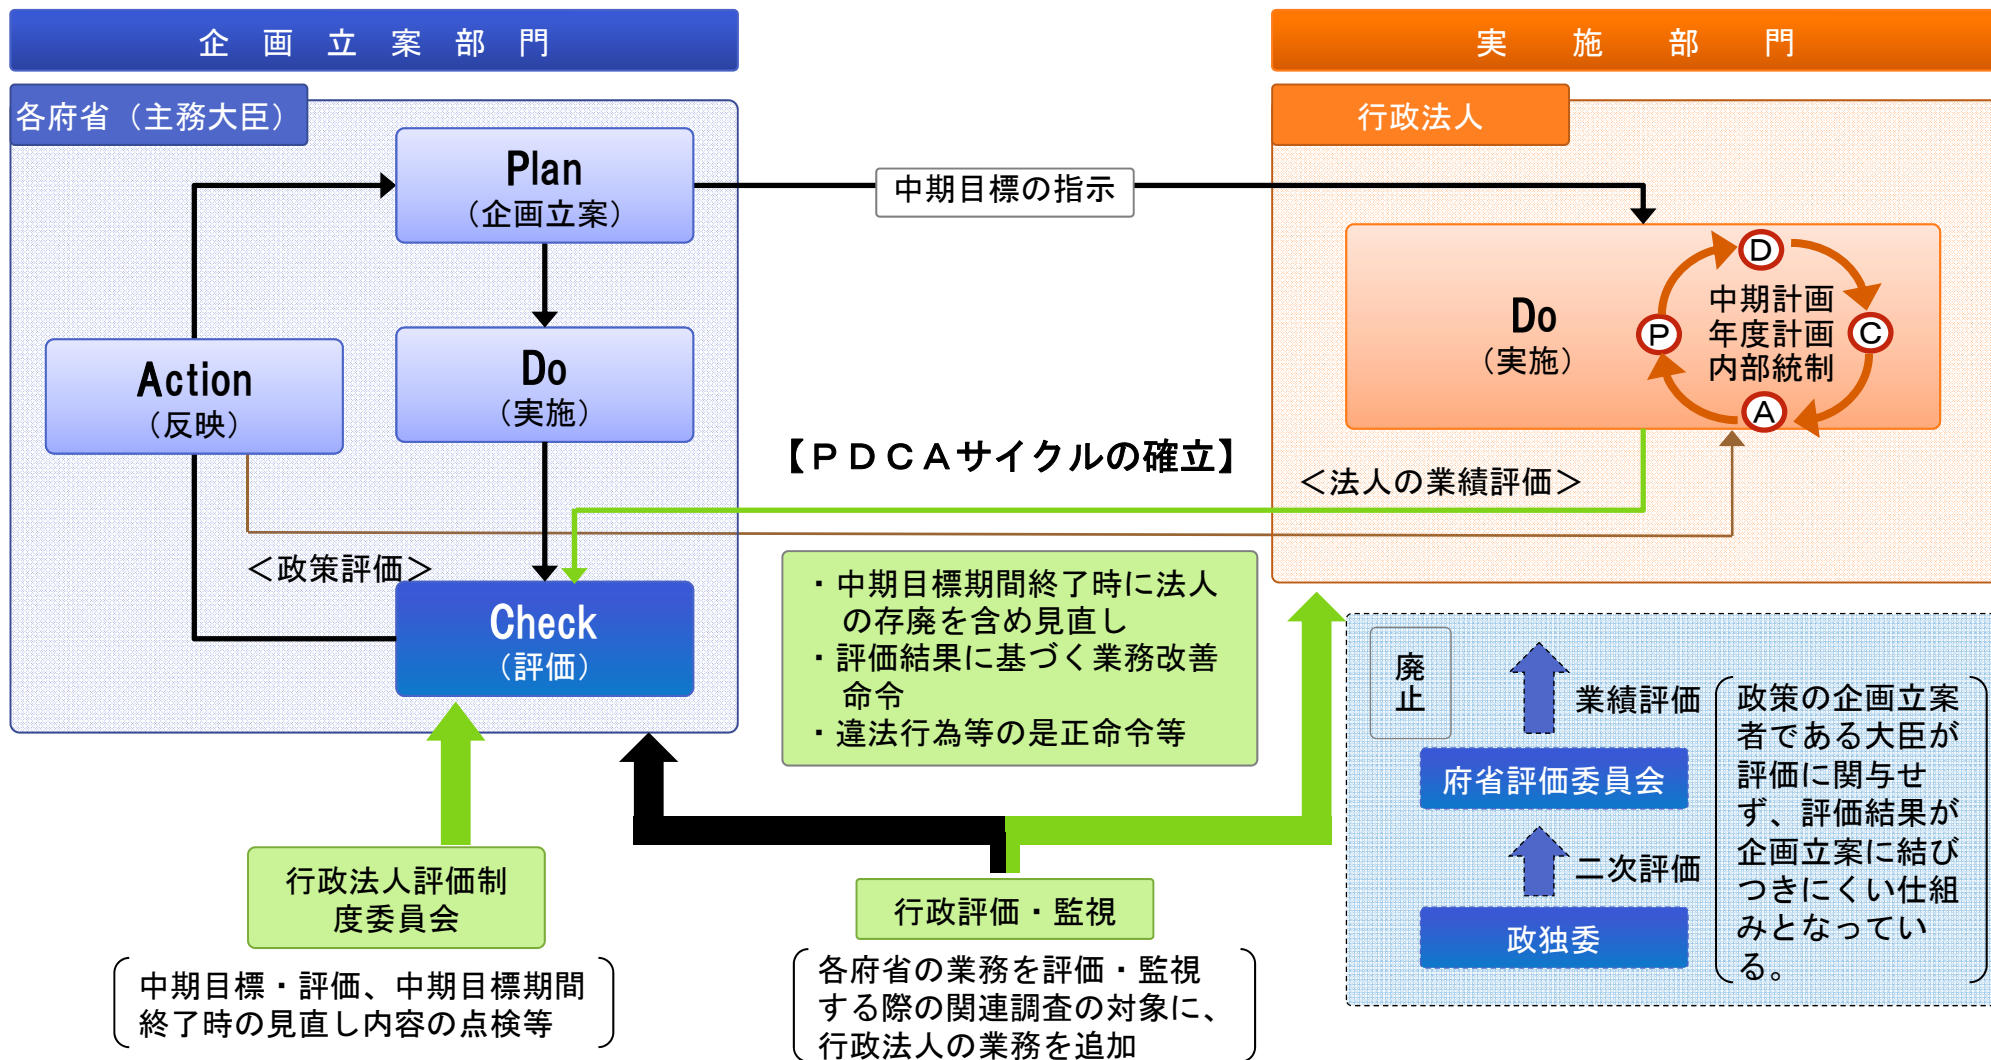 企画立案部門
実施部門
各府省（主務大臣）
行政法人
Plan
（企画立案）
中期目標の指示
Do
（実施）
Action
（反映）
Do
（実施）
D
P
C
A
中期計画
年度計画
内部統制
【ＰＤＣＡサイクルの確立】
＜法人の業績評価＞
＜政策評価＞
Check
（評価）
・中期目標期間終了時に法人
の存廃を含め見直し
・評価結果に基づく業務改善
命令
・違法行為等の是正命令等
廃
止
業績評価
府省評価委員会
二次評価
政独委
政策の企画立案
者である大臣が
評価に関与せ
ず、評価結果が
企画立案に結び
つきにくい仕組
みとなってい
る。
行政法人評価制
度委員会
中期目標・評価、中期目標期間
終了時の見直し内容の点検等
行政評価・監視
各府省の業務を評価・監視
する際の関連調査の対象に、
行政法人の業務を追加